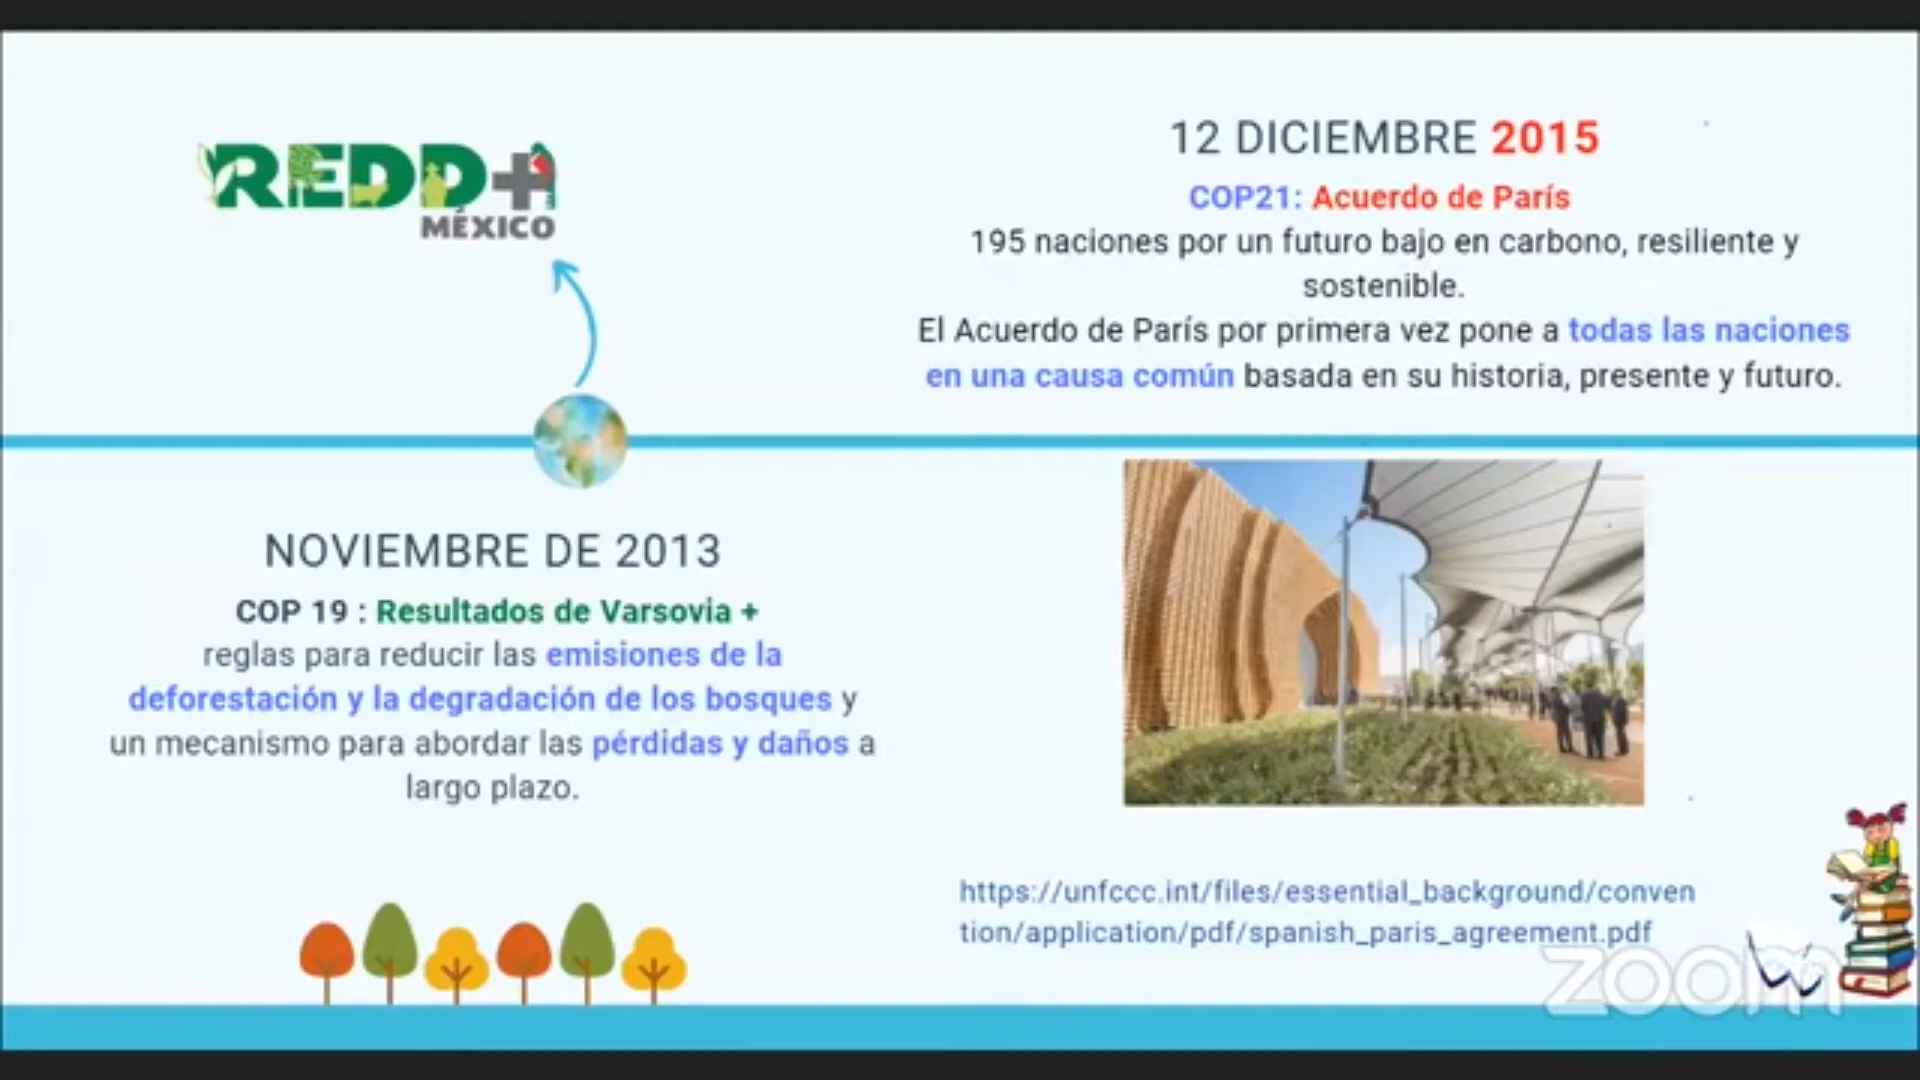 REDD+
MÉXICO
12 DICIEMBRE 2015
COP21: Acuerdo de París
195 naciones por un futuro bajo en carbono, resiliente y
sostenible.
El Acuerdo de París por primera vez pone a todas las naciones
en una causa común basada en su historia, presente y futuro.
NOVIEMBRE DE 2013
COP 19 : Resultados de Varsovia +
reglas para reducir las emisiones de la
deforestación y la degradación de los bosques y
un mecanismo para abordar las pérdidas y daños a
largo plazo.
https://unfccc.int/files/essential_background/conven
tion/application/pdf/spanish_paris_agreement.pdf
zoom